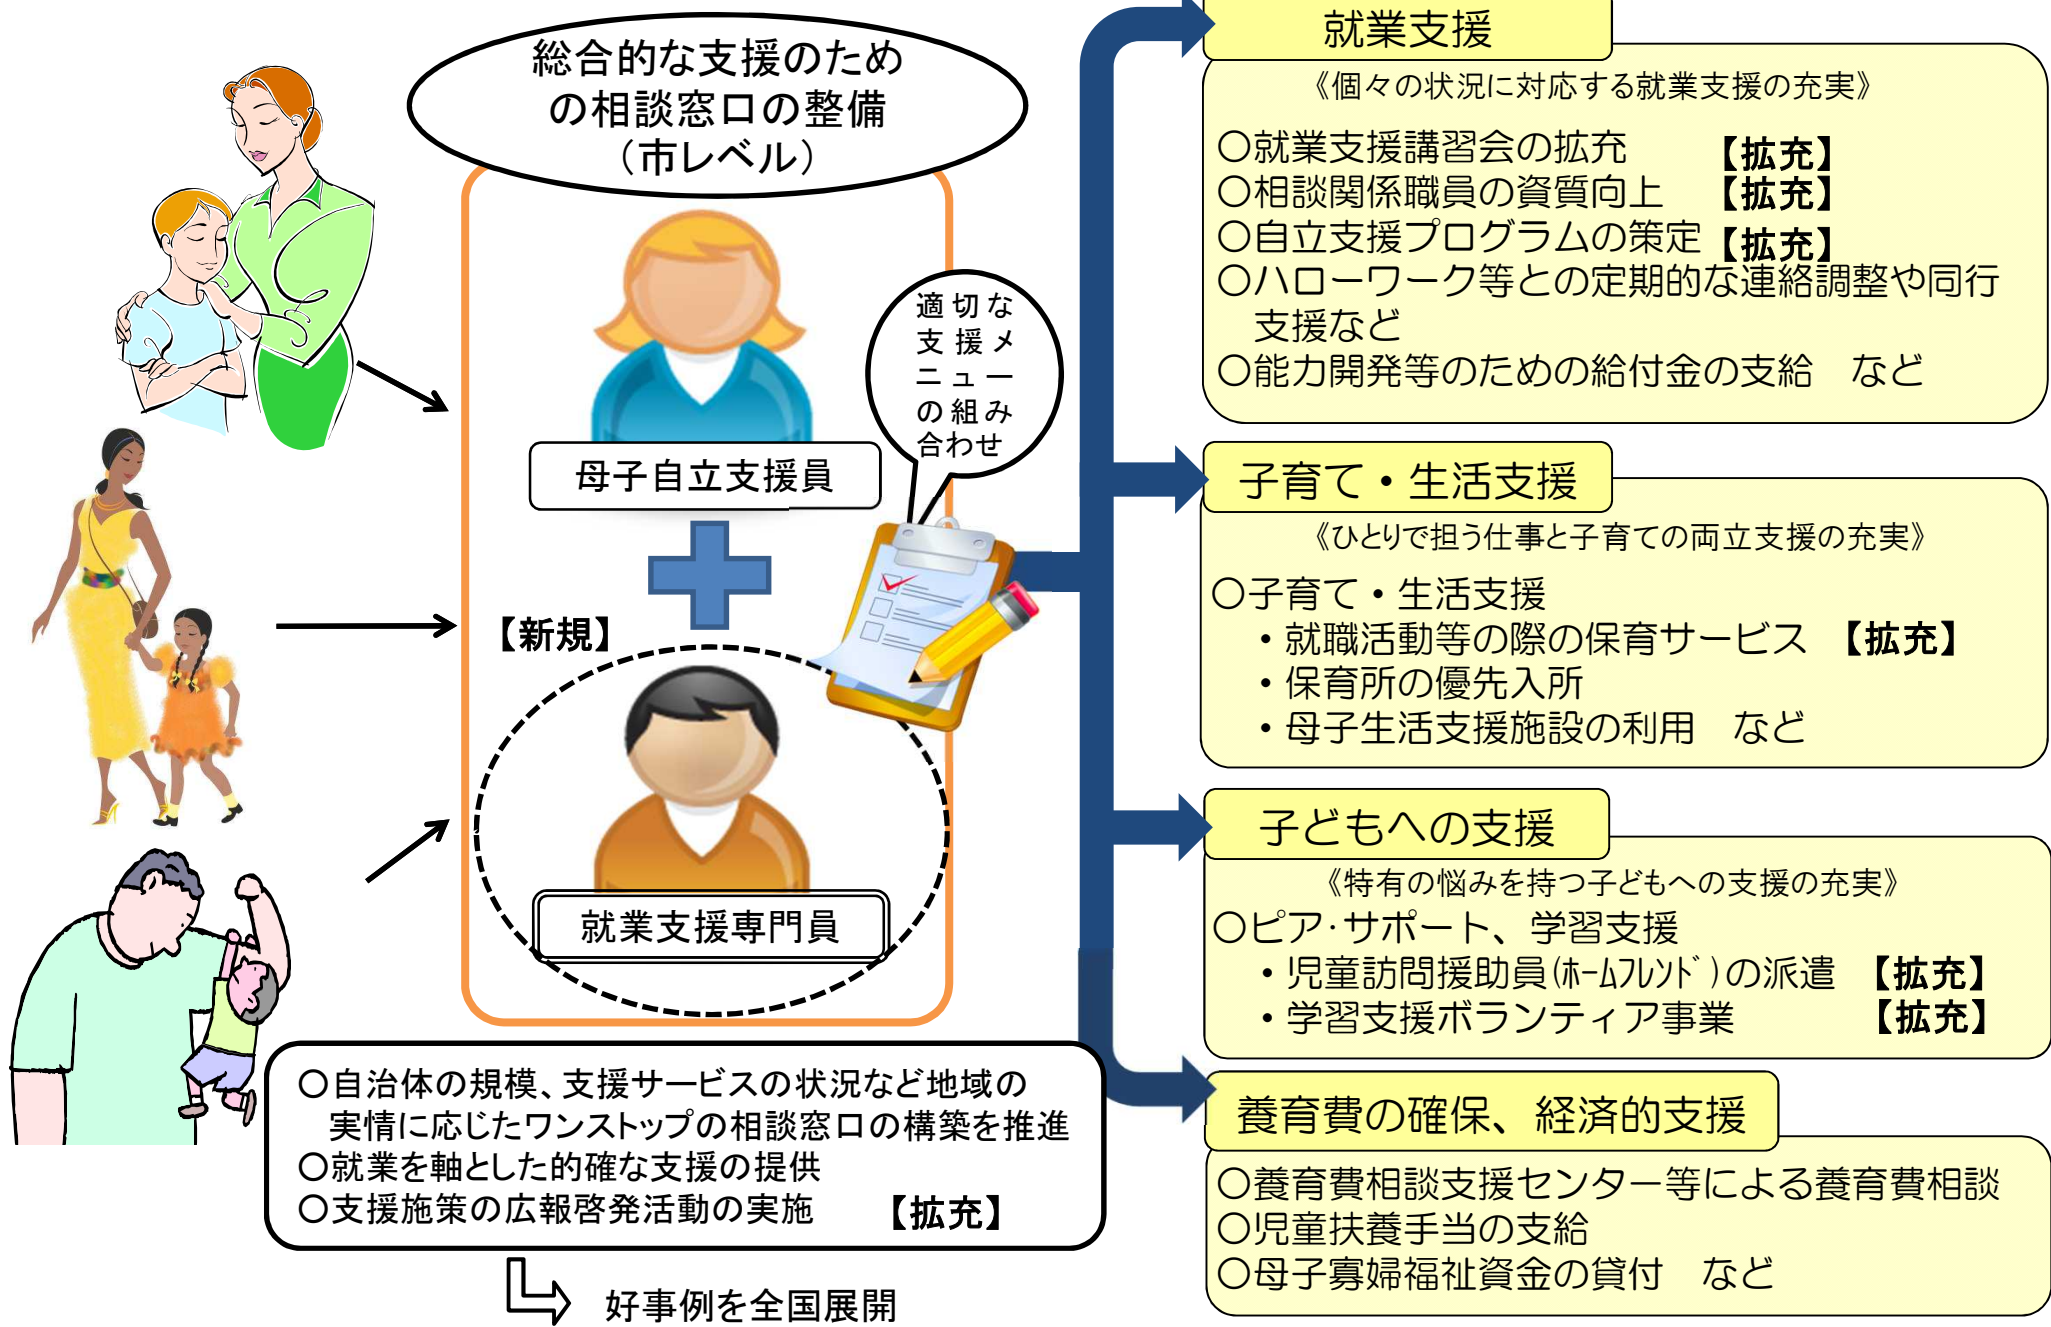 総合的な支援のため
の相談窓口の整備
（市レベル）
母子自立支援員
適切な
支援メ
ニュー
の組み
合わせ
【新規】
就業支援専門員
○自治体の規模、支援サービスの状況など地域の
実情に応じたワンストップの相談窓口の構築を推進
○就業を軸とした的確な支援の提供
○支援施策の広報啓発活動の実施　【拡充】
好事例を全国展開
就業支援
《個々の状況に対応する就業支援の充実》
○就業支援講習会の拡充　【拡充】
○相談関係職員の資質向上　【拡充】
○自立支援プログラムの策定【拡充】
○ハローワーク等との定期的な連絡調整や同行
支援など
○能力開発等のための給付金の支給　など
子育て・生活支援
《ひとりで担う仕事と子育ての両立支援の充実》
○子育て・生活支援
・就職活動等の際の保育サービス　【拡充】
・保育所の優先入所
・母子生活支援施設の利用　など
子どもへの支援
《特有の悩みを持つ子どもへの支援の充実》
○ピア・サポート、学習支援
・児童訪問援助員(ﾎｰﾑﾌﾚﾝﾄﾞ)の派遣　【拡充】
・学習支援ボランティア事業　【拡充】
養育費の確保、経済的支援
○養育費相談支援センター等による養育費相談
○児童扶養手当の支給
○母子寡婦福祉資金の貸付　など